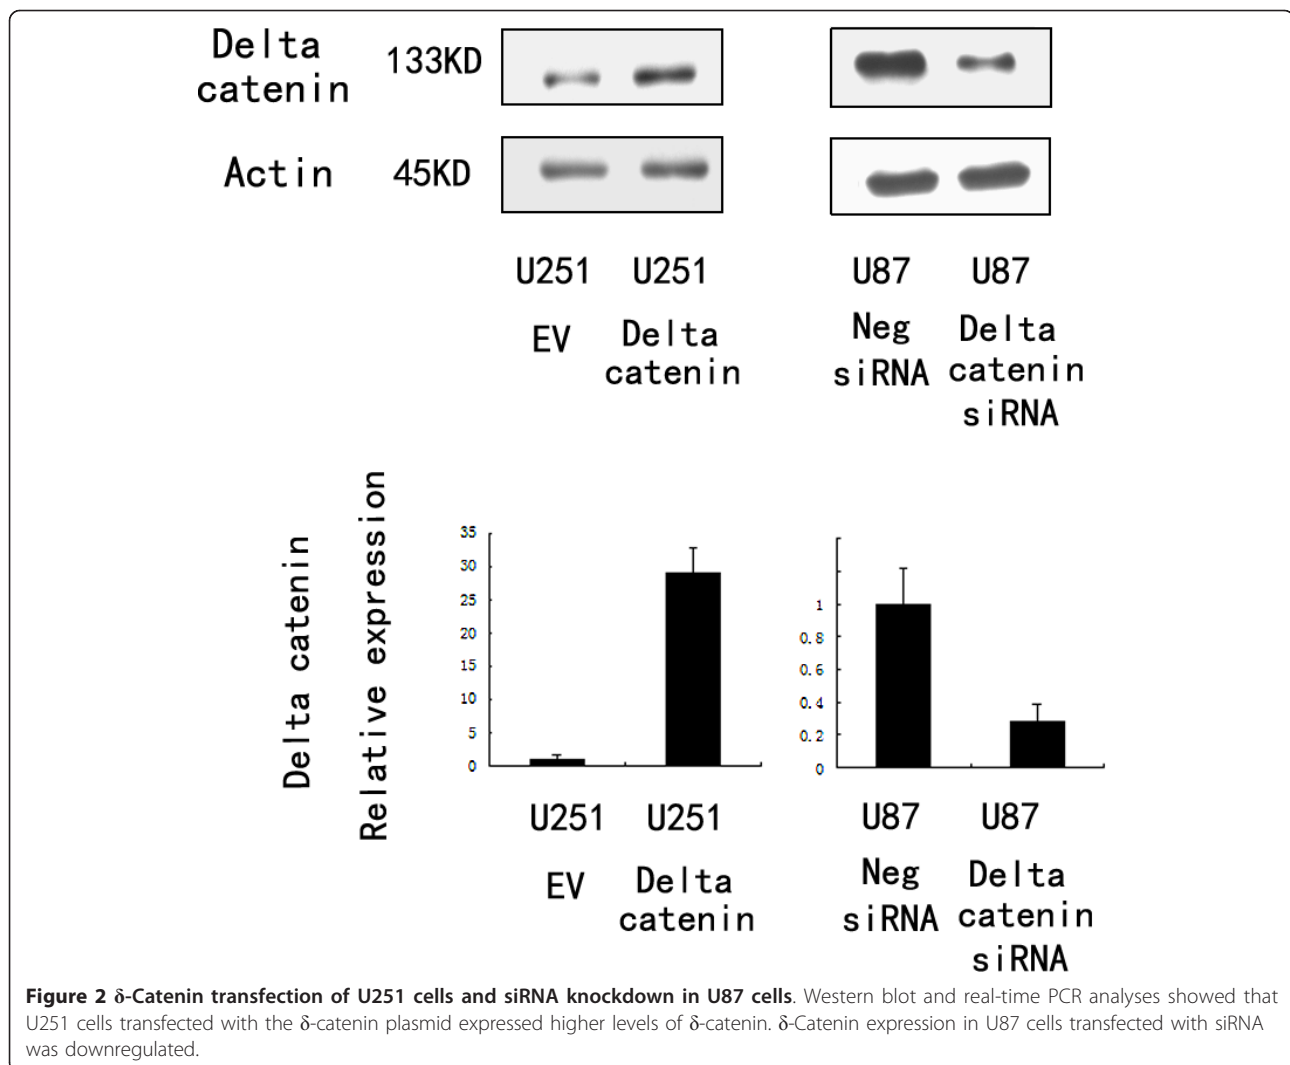 Delta
catenin
133KD
Actin
45KD
U251
EV
U251
Delta
catenin
U87
Neg
siRNA
U87
Delta
catenin
siRNA
Delta catenin
Relative expression
35
30
25
20
15
10
5
0
1
0.8
0.6
0.4
0.2
0
U251
EV
U251
Delta
catenin
U87
Neg
siRNA
U87
Delta
catenin
siRNA
Figure 2 δ-Catenin transfection of U251 cells and siRNA knockdown in U87 cells. Western blot and real-time PCR analyses showed that
U251 cells transfected with the δ-catenin plasmid expressed higher levels of δ-catenin. δ-Catenin expression in U87 cells transfected with siRNA
was downregulated.